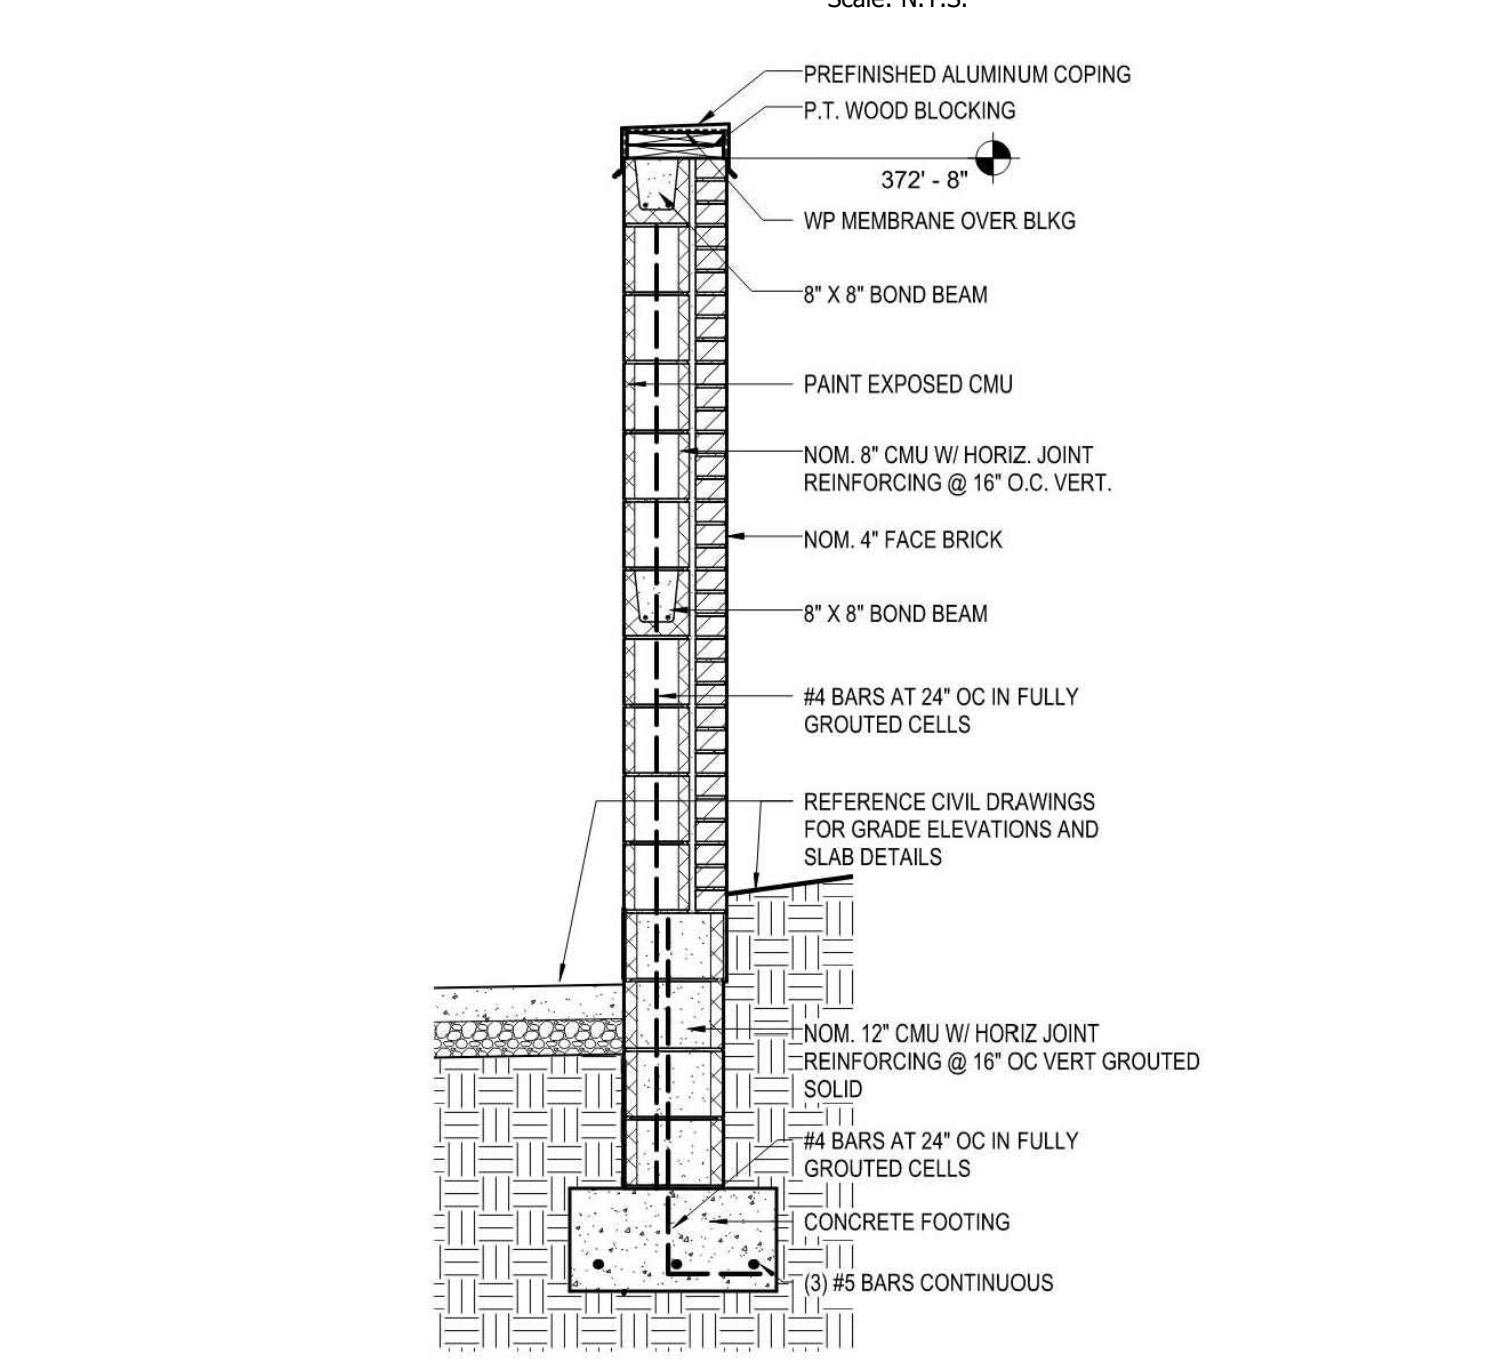 Scale: N.T.S.
PREFINISHED ALUMINUM COPING
P.T. WOOD BLOCKING
372' - 8"
WP MEMBRANE OVER BLKG
8" X 8" BOND BEAM
PAINT EXPOSED CMU
NOM. 8" CMU W/ HORIZ. JOINT
REINFORCING @ 16" O.C. VERT.
NOM. 4" FACE BRICK
8" X 8" BOND BEAM
#4 BARS AT 24" OC IN FULLY
GROUTED CELLS
REFERENCE CIVIL DRAWINGS
FOR GRADE ELEVATIONS AND
SLAB DETAILS
NOM. 12" CMU W/ HORIZ JOINT
REINFORCING @ 16" OC VERT GROUTED
SOLID
#4 BARS AT 24" OC IN FULLY
GROUTED CELLS
CONCRETE FOOTING
(3) #5 BARS CONTINUOUS